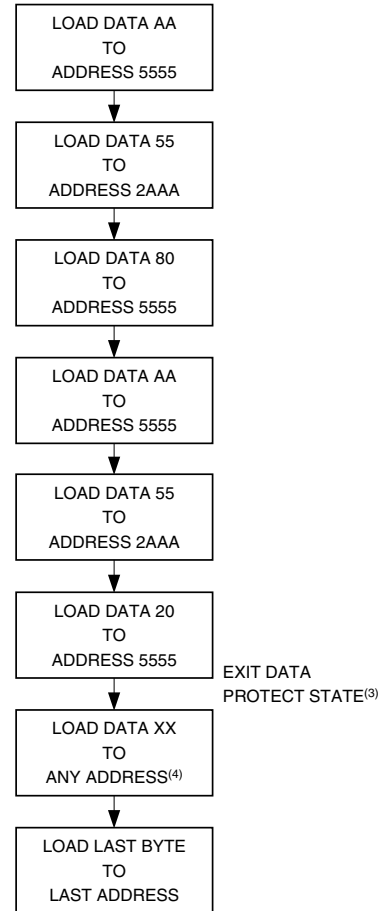 LOAD DATA AA
TO
ADDRESS 5555
LOAD DATA 55
TO
ADDRESS 2AAA
LOAD DATA 80
TO
ADDRESS 5555
LOAD DATA AA
TO
ADDRESS 5555
LOAD DATA 55
TO
ADDRESS 2AAA
LOAD DATA 20
TO
ADDRESS 5555
EXIT DATA
PROTECT STATE(3)
LOAD DATA XX
TO
ANY ADDRESS(4)
LOAD LAST BYTE
TO
LAST ADDRESS